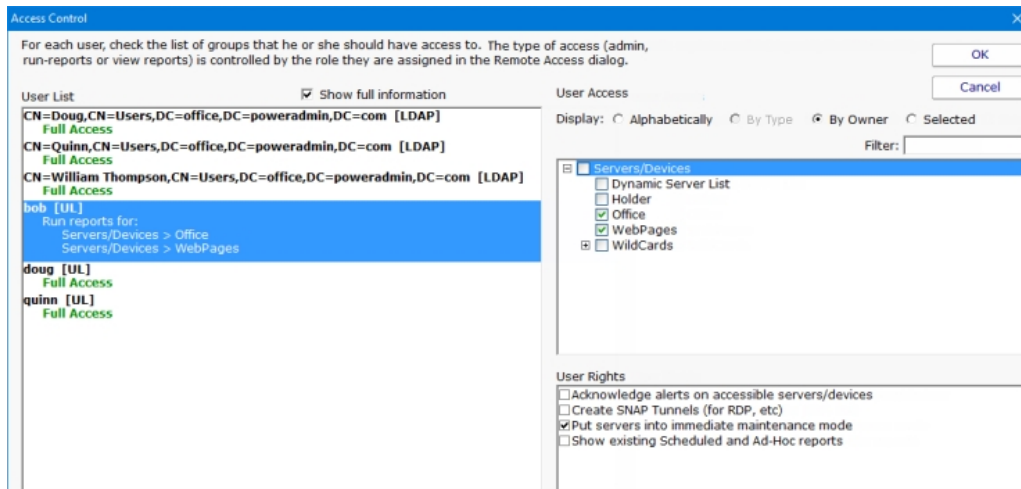 Access Control
For each user, check the list of groups that he or she should have access to. The type of access (admin,
run-reports or view reports) is controlled by the role they are assigned in the Remote Access dialog.
OK
Cancel
User List
Show full information
CN=Doug,CN=Users,DC=office,DC=poweradmin,DC=com [LDAP]
Full Access
CN=Quinn,CN=Users,DC=office,DC=poweradmin,DC=com [LDAP]
Full Access
CN=William Thompson,CN=Users,DC=office,DC=poweradmin,DC=com [LDAP]
Full Access
bob [UL]
Run reports for:
Servers/Devices > Office
Servers/Devices > WebPages
doug [UL]
Full Access
quinn [UL]
Full Access
User Access
Display: Alphabetically By Type By Owner Selected
Filter:
Servers/Devices
Dynamic Server List
Holder
Office
WebPages
WildCards
User Rights
Acknowledge alerts on accessible servers/devices
Create SNAP Tunnels (for RDP, etc)
Put servers into immediate maintenance mode
Show existing Scheduled and Ad-Hoc reports